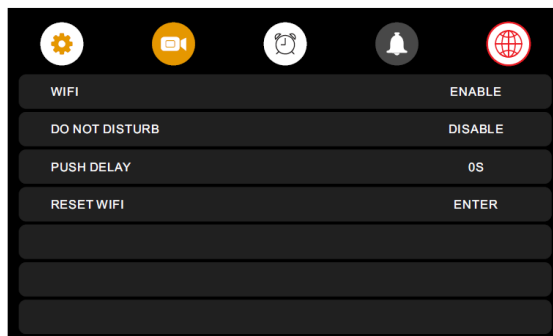 WIFI ENABLE
DO NOT DISTURB DISABLE
PUSH DELAY 0S
RESET WIFI ENTER